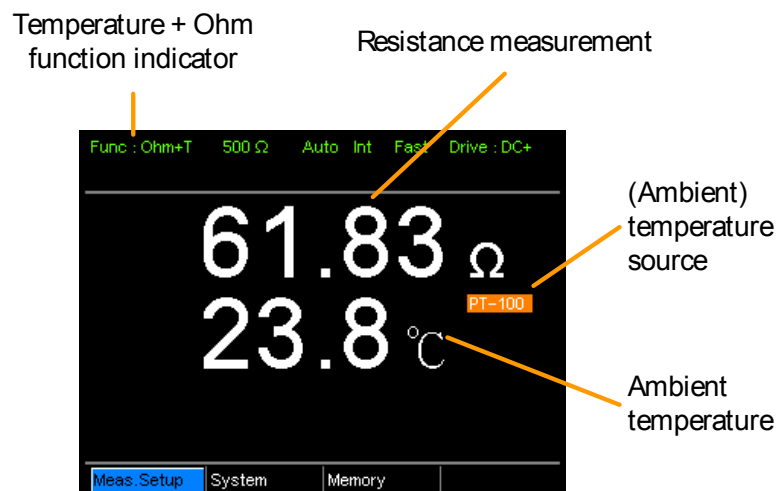 Temperature + Ohm
function indicator
Resistance measurement
Func : Ohm+T 500 Ω Auto Int Fast Drive : DC+
61.83 Ω
(Ambient)
temperature
source
PT-100
23.8 ℃
Ambient
temperature
Meas.Setup System Memory